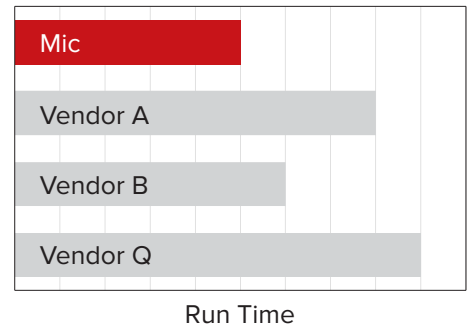 Mic
Vendor A
Vendor B
Vendor Q
Run Time